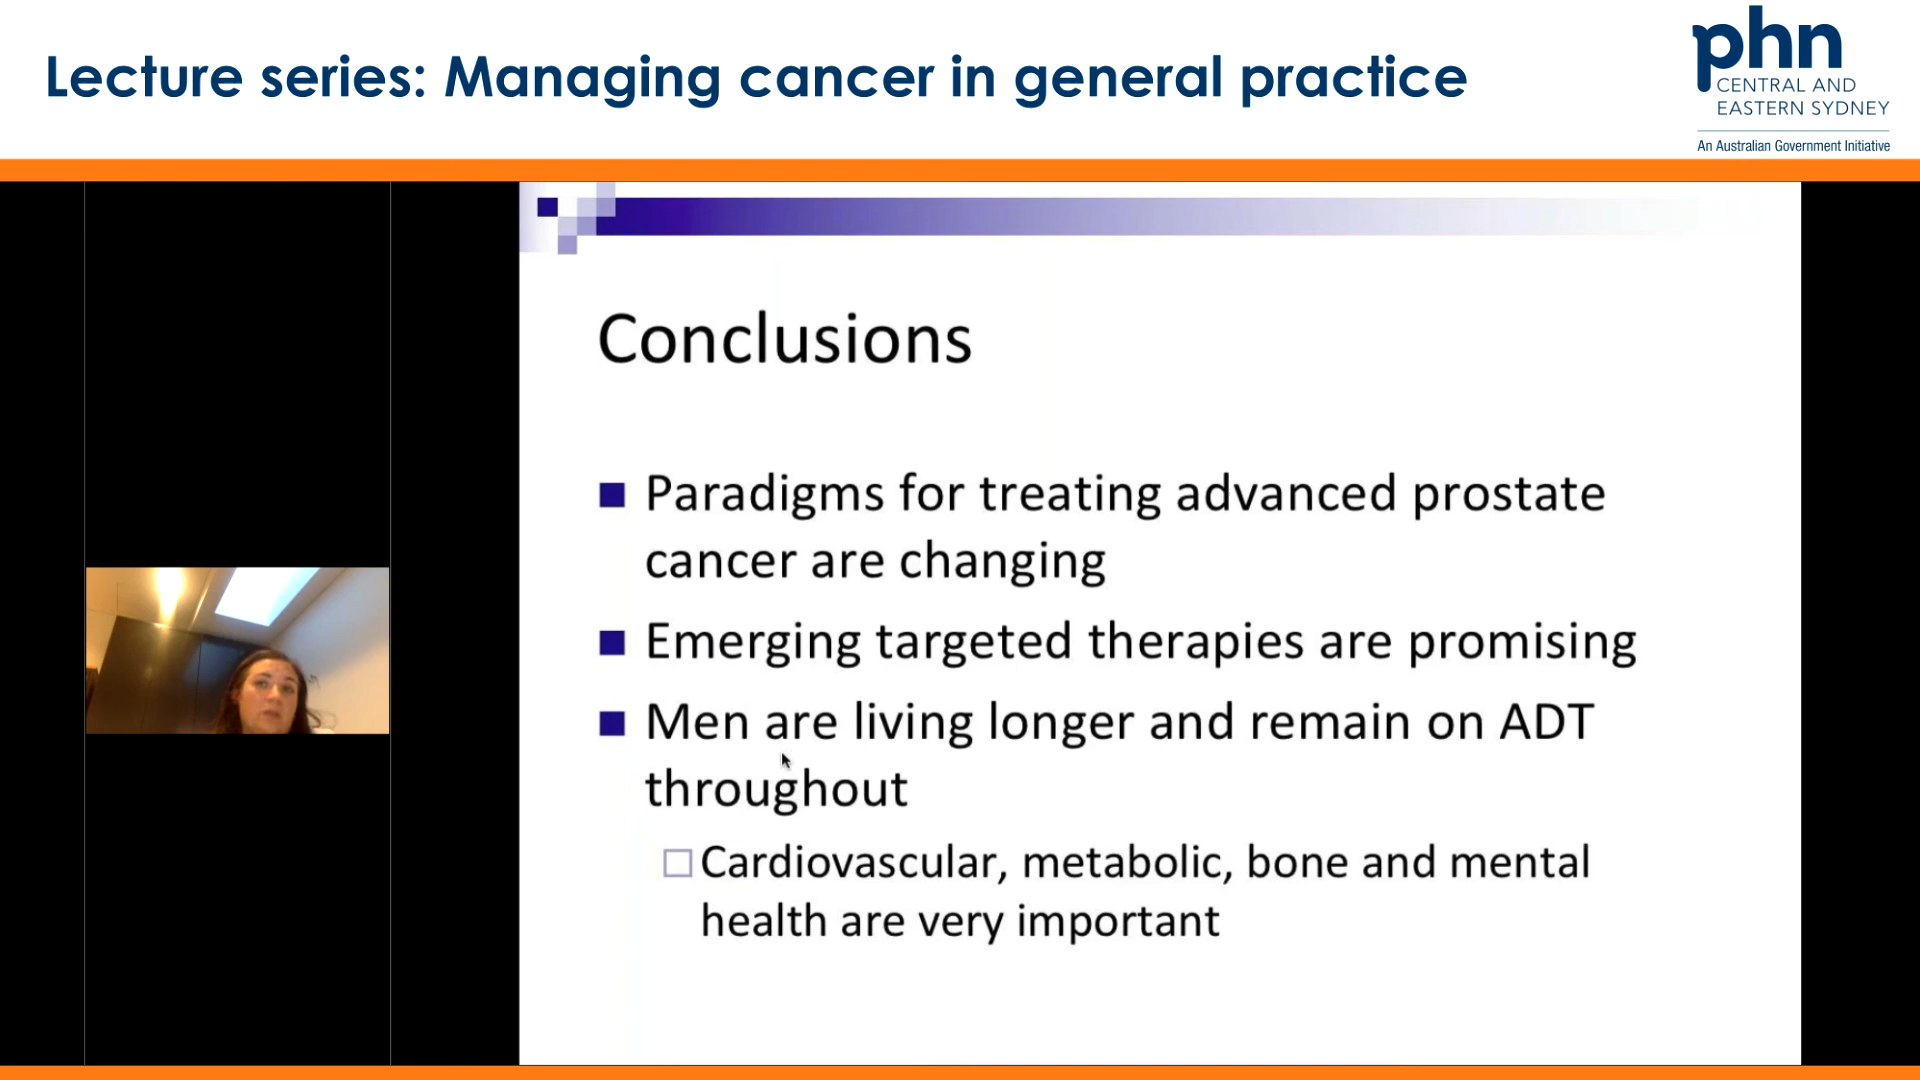 Lecture series: Managing cancer in general practice
phn
CENTRAL AND
EASTERN SYDNEY
An Australian Government Initiative
Conclusions
Paradigms for treating advanced prostate
cancer are changing
Emerging targeted therapies are promising
Men are living longer and remain on ADT
throughout
Cardiovascular, metabolic, bone and mental
health are very important